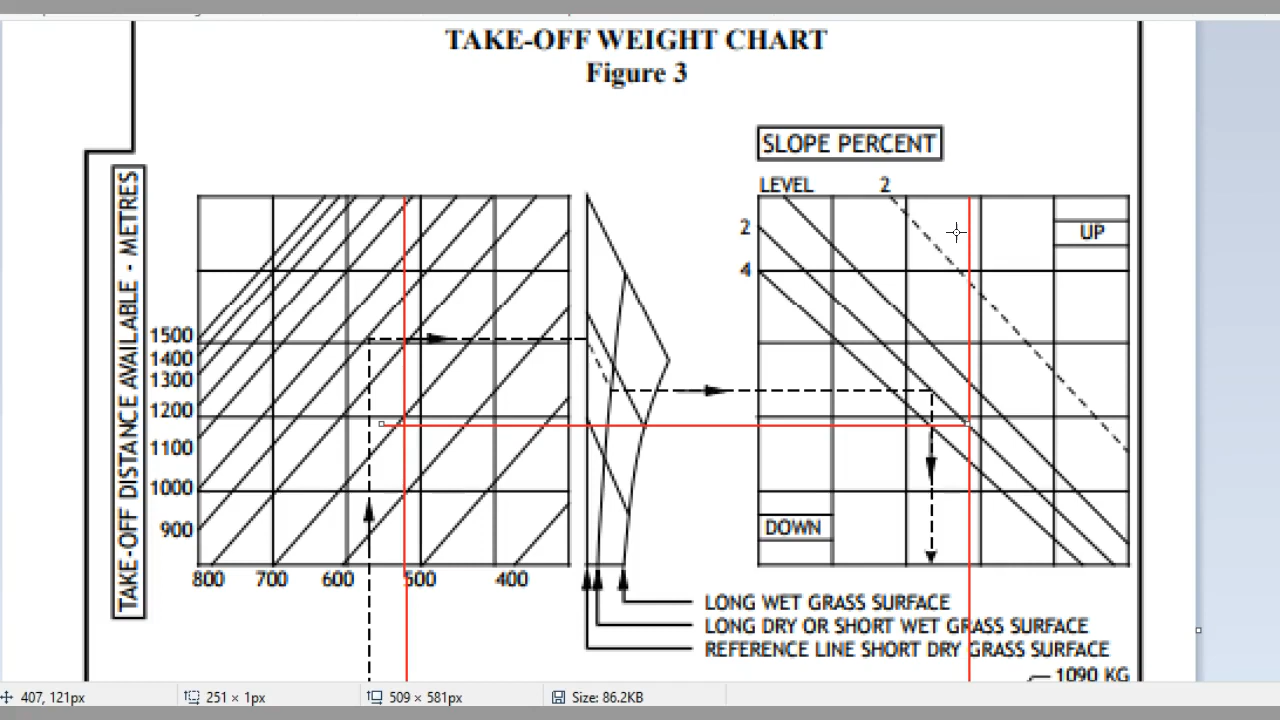 TAKE-OFF WEIGHT CHART
Figure 3
SLOPE PERCENT
LEVEL 2
2
4
UP
DOWN
TAKE-OFF DISTANCE AVAILABLE - METRES
1500
1400
1300
1200
1100
1000
900
800 700 600 500 400
LONG WET GRASS SURFACE
LONG DRY OR SHORT WET GRASS SURFACE
REFERENCE LINE SHORT DRY GRASS SURFACE
1090 KG
407, 121px 251 × 1px 509 × 581px Size: 86.2KB